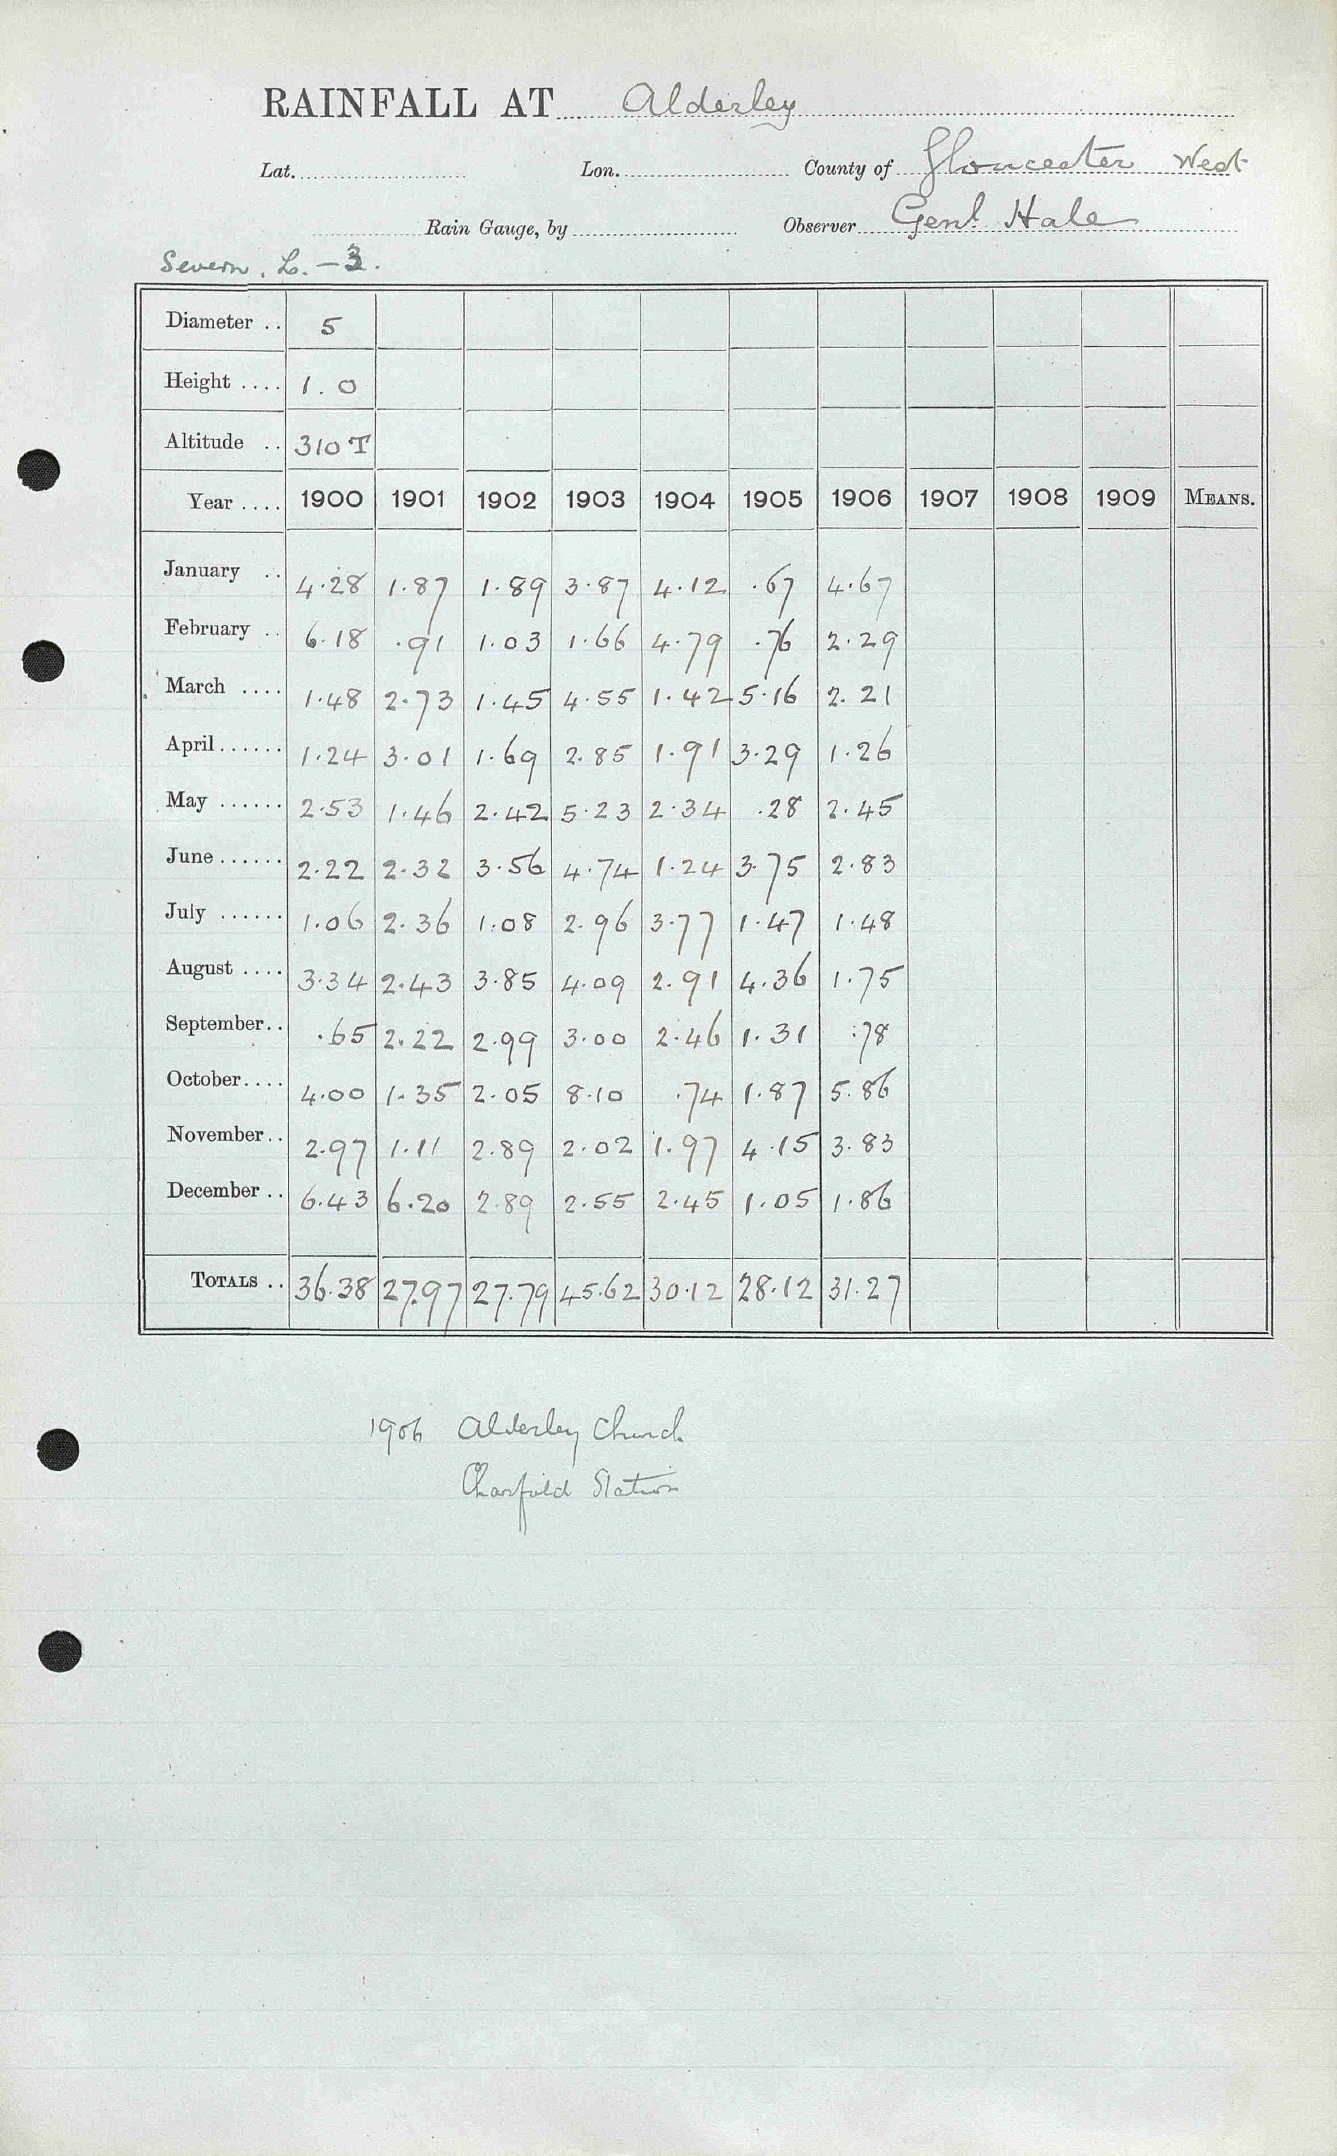 RAINFALL AT Alderley
Lat. Lon. County of Gloucester West
Rain Gauge, by Observer Genl. Hale
Severn. L. - 3.
Diameter .. 5
Height .... 1.0
Altitude .. 310 T
Year .... 1900 1901 1902 1903 1904 1905 1906 1907 1908 1909 MEANS.
January .. 4.28 1.87 1.89 3.87 4.12 .67 4.67
February .. 6.18 .91 1.03 1.66 4.79 .76 2.29
March .... 1.48 2.73 1.45 4.55 1.42 5.16 2.21
April ...... 1.24 3.01 1.69 2.85 1.91 3.29 1.26
May ...... 2.53 1.46 2.42 5.23 2.34 .28 2.45
June ...... 2.22 2.32 3.56 4.74 1.24 3.75 2.83
July ...... 1.06 2.36 1.08 2.96 3.77 1.47 1.48
August .... 3.34 2.43 3.85 4.09 2.91 4.36 1.75
September.. .65 2.22 2.99 3.00 2.46 1.31 .78
October.... 4.00 1.35 2.05 8.10 .74 1.87 5.86
November.. 2.97 1.11 2.89 2.02 1.97 4.15 3.83
December .. 6.43 6.20 2.89 2.55 2.45 1.05 1.86
TOTALS .. 36.38 27.97 27.79 45.62 30.12 28.12 31.27
1906 Alderley Church
Charfield Station